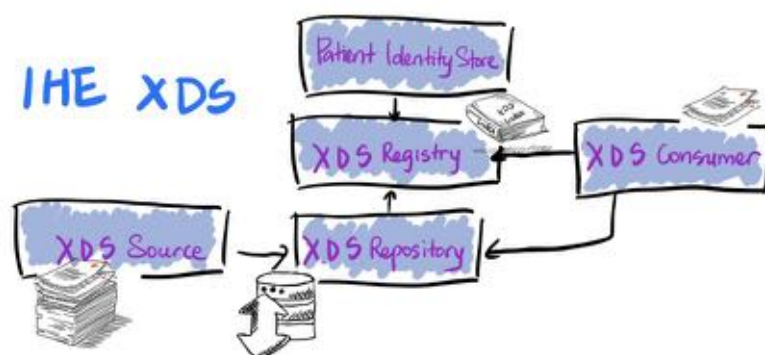 Patient Identity Store
IHE XDS
XDS Registry
XDS Consumer
XDS Source
XDS Repository